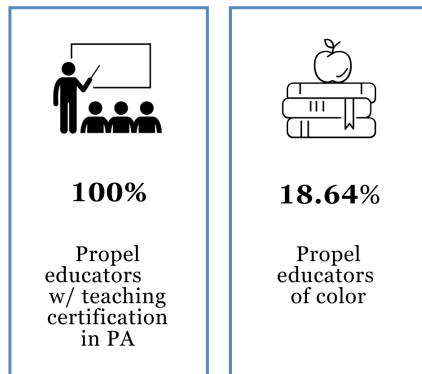 100%
Propel
educators
w/ teaching
certification
in PA
18.64%
Propel
educators
of color